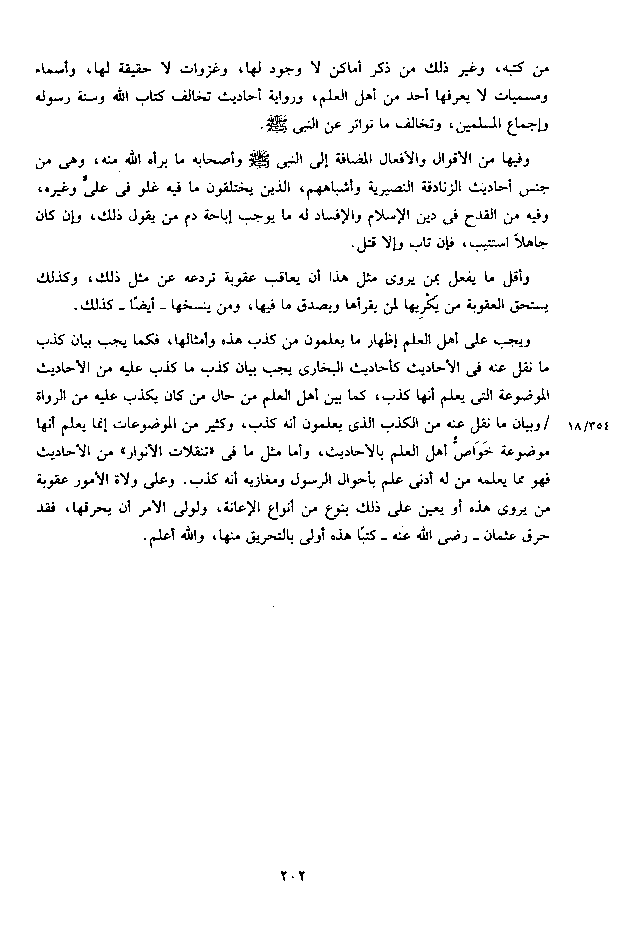 من كتبه، وغير ذلك من ذكر أماكن لا وجود لها، وغزوات لا حقيقة لها، وأسماء
ومسميات لا يعرفها أحد من أهل العلم، ورواية أحاديث تخالف كتاب الله وسنة رسوله
وإجماع المسلمين، وتخالف ما تواتر عن النبى ﷺ.
وفيها من الأقوال والأفعال المضافة إلى النبى ﷺ وأصحابه ما برأه الله منه، وهى من
جنس أحاديث الزنادقة النصيرية وأشباههم، الذين يختلقون ما فيه غلو فى علىٍّ وغيره،
وفيه من القدح فى دين الإسلام والإفساد له ما يوجب إباحة دم من يقول ذلك، وإن كان
جاهلاً استتيب، فإن تاب وإلا قتل.
وأقل ما يفعل بمن يروى مثل هذا أن يعاقب عقوبة تردعه عن مثل ذلك، وكذلك
يستحق العقوبة من يَكْرِيها لمن يقرأها ويصدق ما فيها، ومن ينسخها ـ أيضًا ـ كذلك.
ويجب على أهل العلم إظهار ما يعلمون من كذب هذه وأمثالها، فكما يجب بيان كذب
ما نقل عنه فى الأحاديث كأحاديث البخارى يجب بيان كذب ما كذب عليه من الأحاديث
الموضوعة التى يعلم أنها كذب، كما بين أهل العلم من حال من كان يكذب عليه من الرواة
١٨/٣٥٤ / وبيان ما نقل عنه من الكذب الذى يعلمون أنه كذب، وكثير من الموضوعات إنما يعلم أنها
موضوعة خَوَاصُّ أهل العلم بالأحاديث، وأما مثل ما فى «تنقلات الأنوار» من الأحاديث
فهو مما يعلمه من له أدنى علم بأحوال الرسول ومغازيه أنه كذب. وعلى ولاة الأمور عقوبة
من يروى هذه أو يعين على ذلك بنوع من أنواع الإعانة، ولولى الأمر أن يحرقها، فقد
حرق عثمان ـ رضى الله عنه ـ كتبًا هذه أولى بالتحريق منها، والله أعلم.
٢٠٢